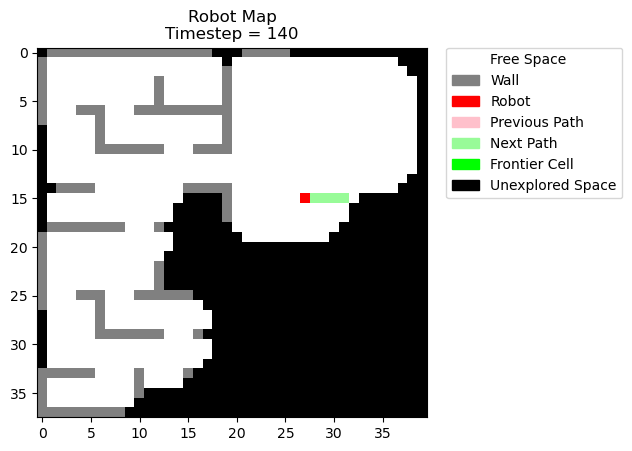 Robot Map
Timestep = 140
0
5
10
15
20
25
30
35
0
5
10
15
20
25
30
35
Free Space
Wall
Robot
Previous Path
Next Path
Frontier Cell
Unexplored Space